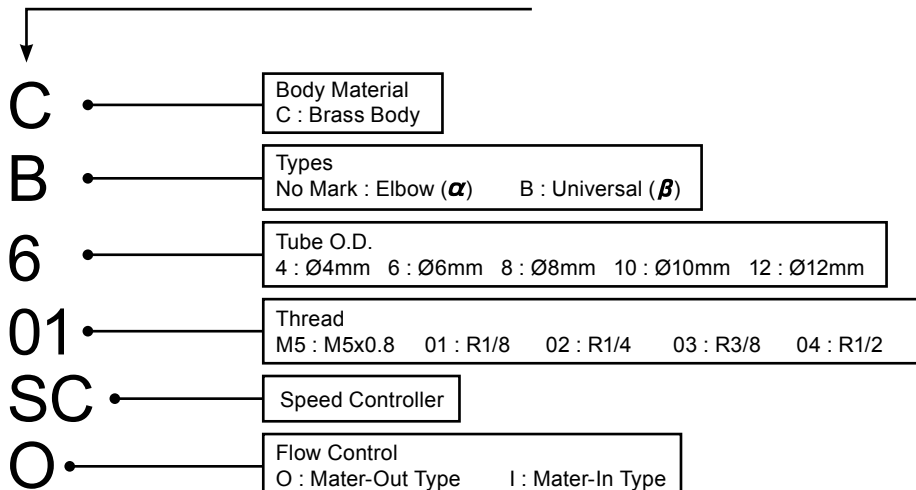 C
Body Material
C : Brass Body
B
Types
No Mark : Elbow (α) B : Universal (β)
6
Tube O.D.
4 : Ø4mm 6 : Ø6mm 8 : Ø8mm 10 : Ø10mm 12 : Ø12mm
01
Thread
M5 : M5x0.8 01 : R1/8 02 : R1/4 03 : R3/8 04 : R1/2
SC
Speed Controller
O
Flow Control
O : Mater-Out Type I : Mater-In Type